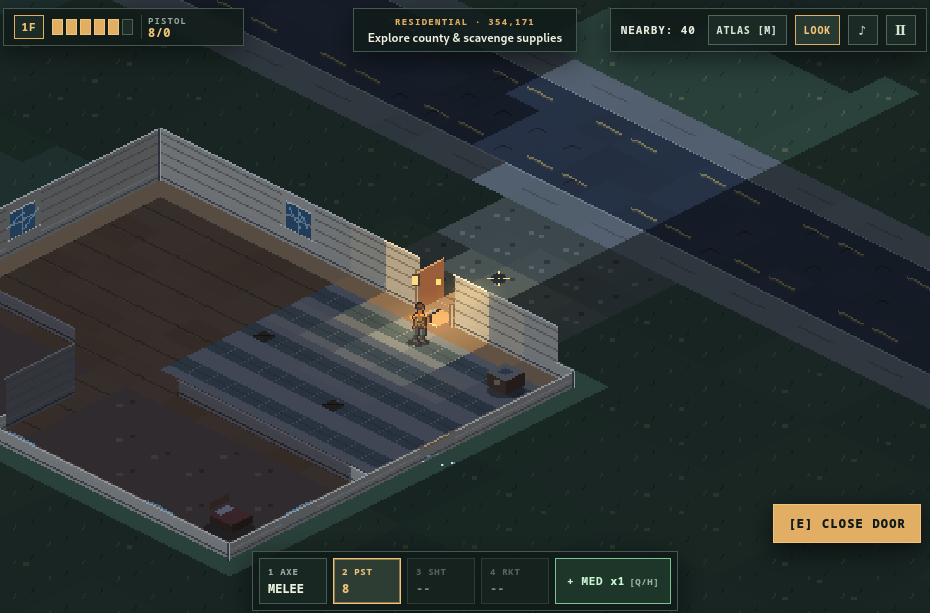 1F
PISTOL
8/0
RESIDENTIAL · 354,171
Explore county & scavenge supplies
NEARBY: 40
ATLAS [M]
LOOK
♪
II
[E] CLOSE DOOR
1 AXE
MELEE
2 PST
8
3 SHT
--
4 RKT
--
+ MED x1 [Q/H]